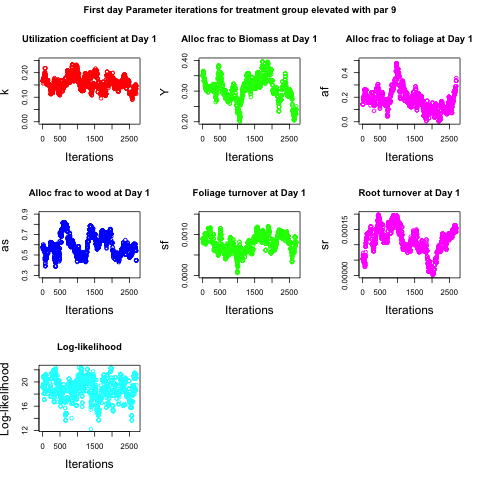 First day Parameter iterations for treatment group elevated with par 9
Utilization coefficient at Day 1
k
0.00 0.10 0.20
0 500 1500 2500
Iterations
Alloc frac to Biomass at Day 1
Y
0.20 0.30 0.40
0 500 1500 2500
Iterations
Alloc frac to foliage at Day 1
af
0.0 0.2 0.4
0 500 1500 2500
Iterations
Alloc frac to wood at Day 1
as
0.3 0.5 0.7 0.9
0 500 1500 2500
Iterations
Foliage turnover at Day 1
sf
0.0000 0.0010
0 500 1500 2500
Iterations
Root turnover at Day 1
sr
0.00000 0.00015
0 500 1500 2500
Iterations
Log-likelihood
Log-likelihood
12 16 20
0 500 1500 2500
Iterations